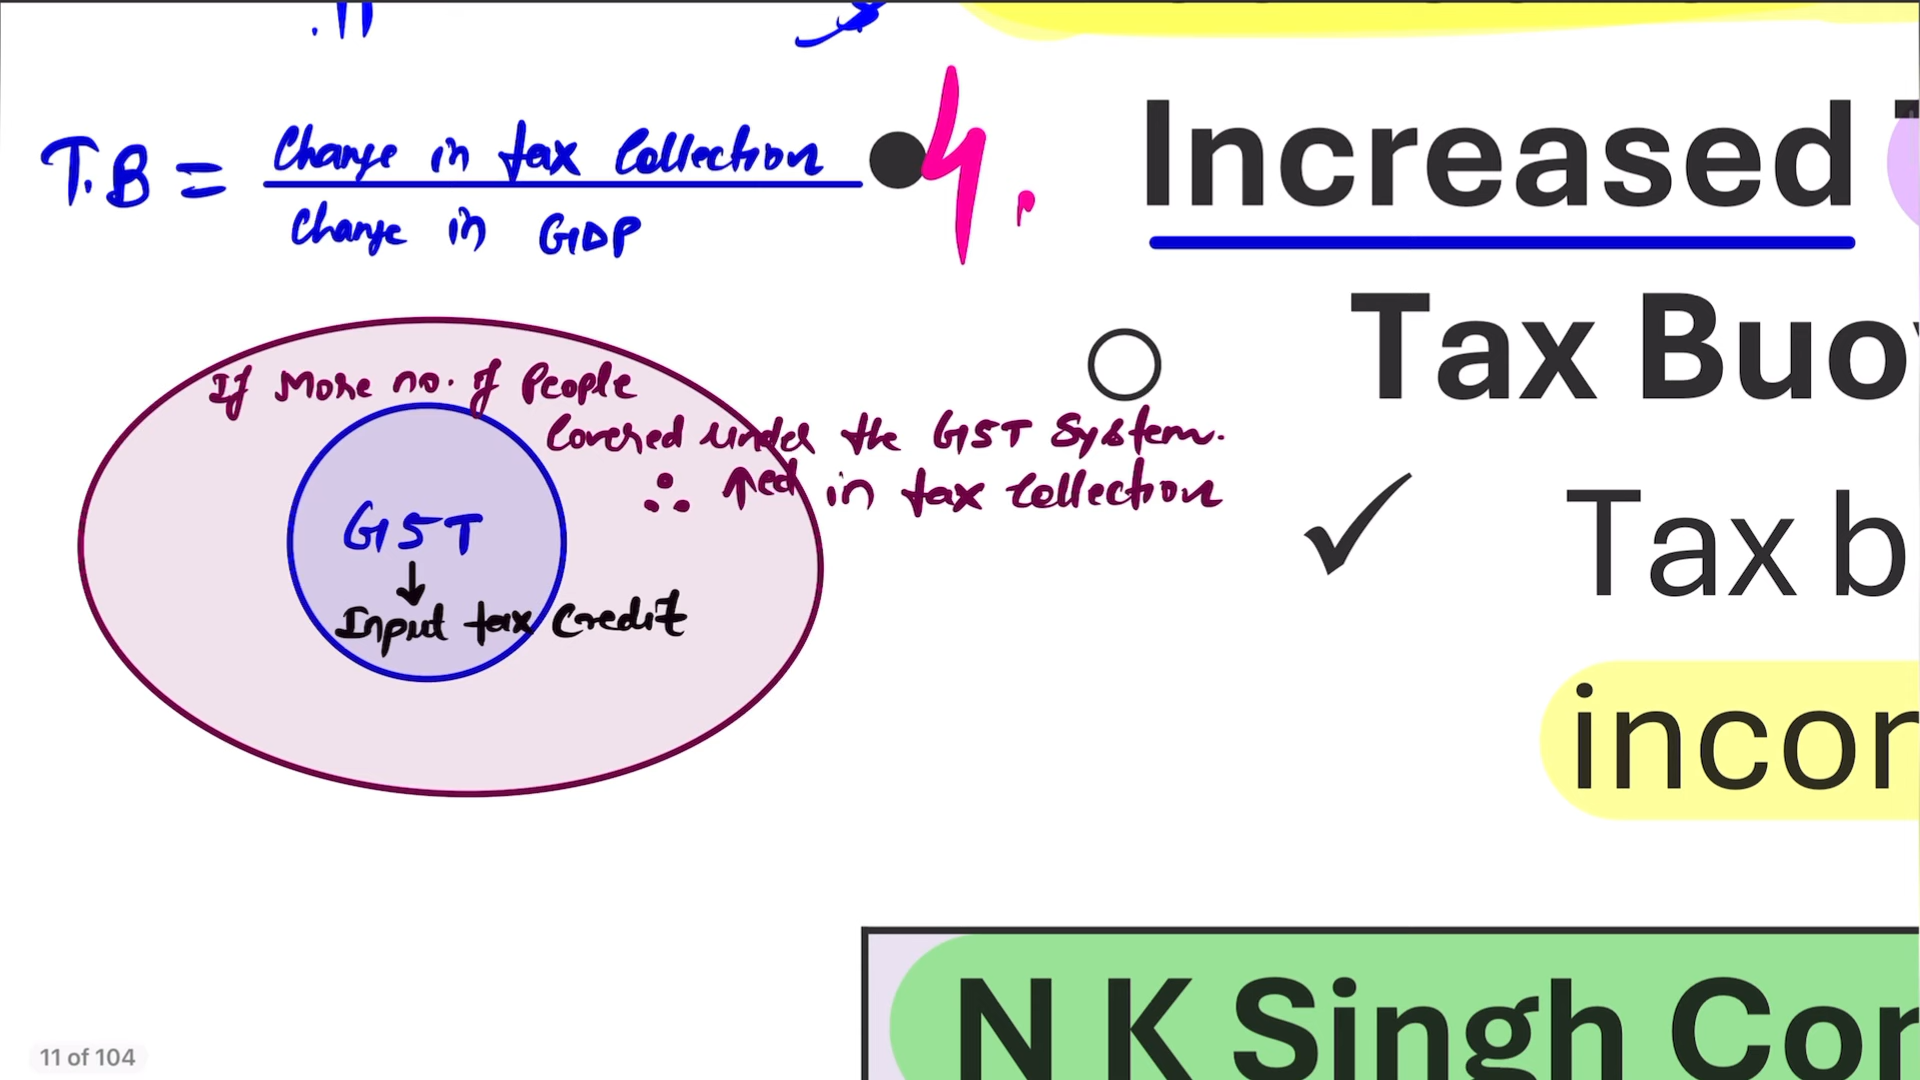 T.B = Change in tax Collection
Change in GDP
4.
Increased
Tax Buo
Tax b
incor
If More no. of People
Covered under the GST System.
∴ ↑ed in tax Collection
GST
↓
Input tax Credit
N K Singh Con
11 of 104